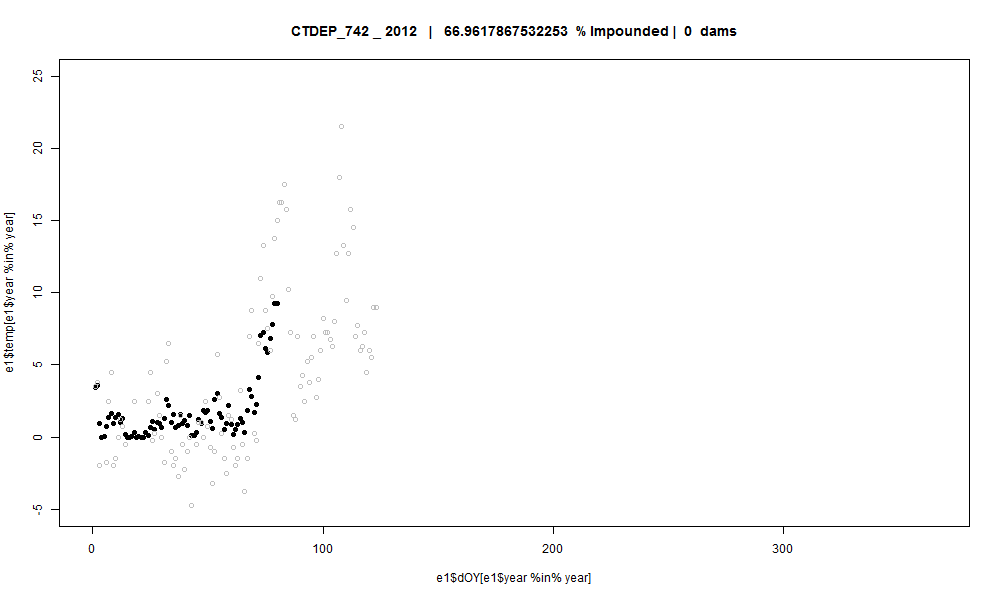 CTDEP_742 _ 2012 | 66.9617867532253 % Impounded | 0 dams
25
20
15
10
5
0
-5
e1$temp[e1$year %in% year]
0 100 200 300
e1$dOY[e1$year %in% year]